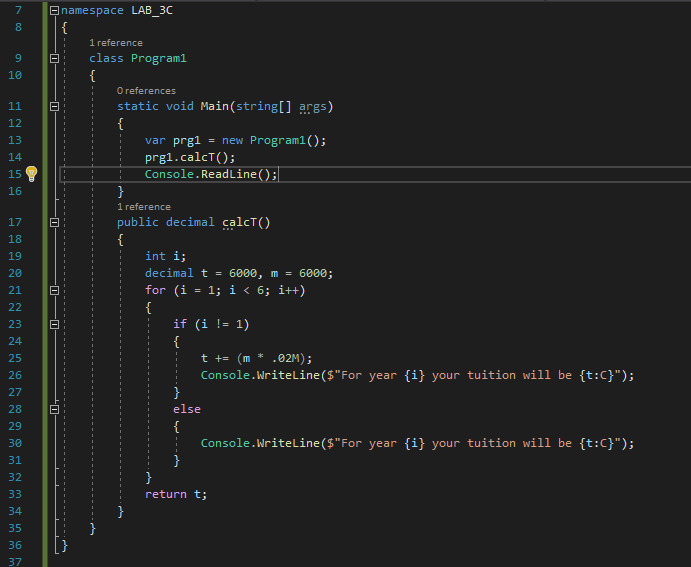 7 namespace LAB_3C
8 {
1 reference
9 class Program1
10 {
0 references
11 static void Main(string[] args)
12 {
13 var prg1 = new Program1();
14 prg1.calcT();
15 Console.ReadLine();
16 }
1 reference
17 public decimal calcT()
18 {
19 int i;
20 decimal t = 6000, m = 6000;
21 for (i = 1; i < 6; i++)
22 {
23 if (i != 1)
24 {
25 t += (m * .02M);
26 Console.WriteLine($"For year {i} your tuition will be {t:C}");
27 }
28 else
29 {
30 Console.WriteLine($"For year {i} your tuition will be {t:C}");
31 }
32 }
33 return t;
34 }
35 }
36 }
37